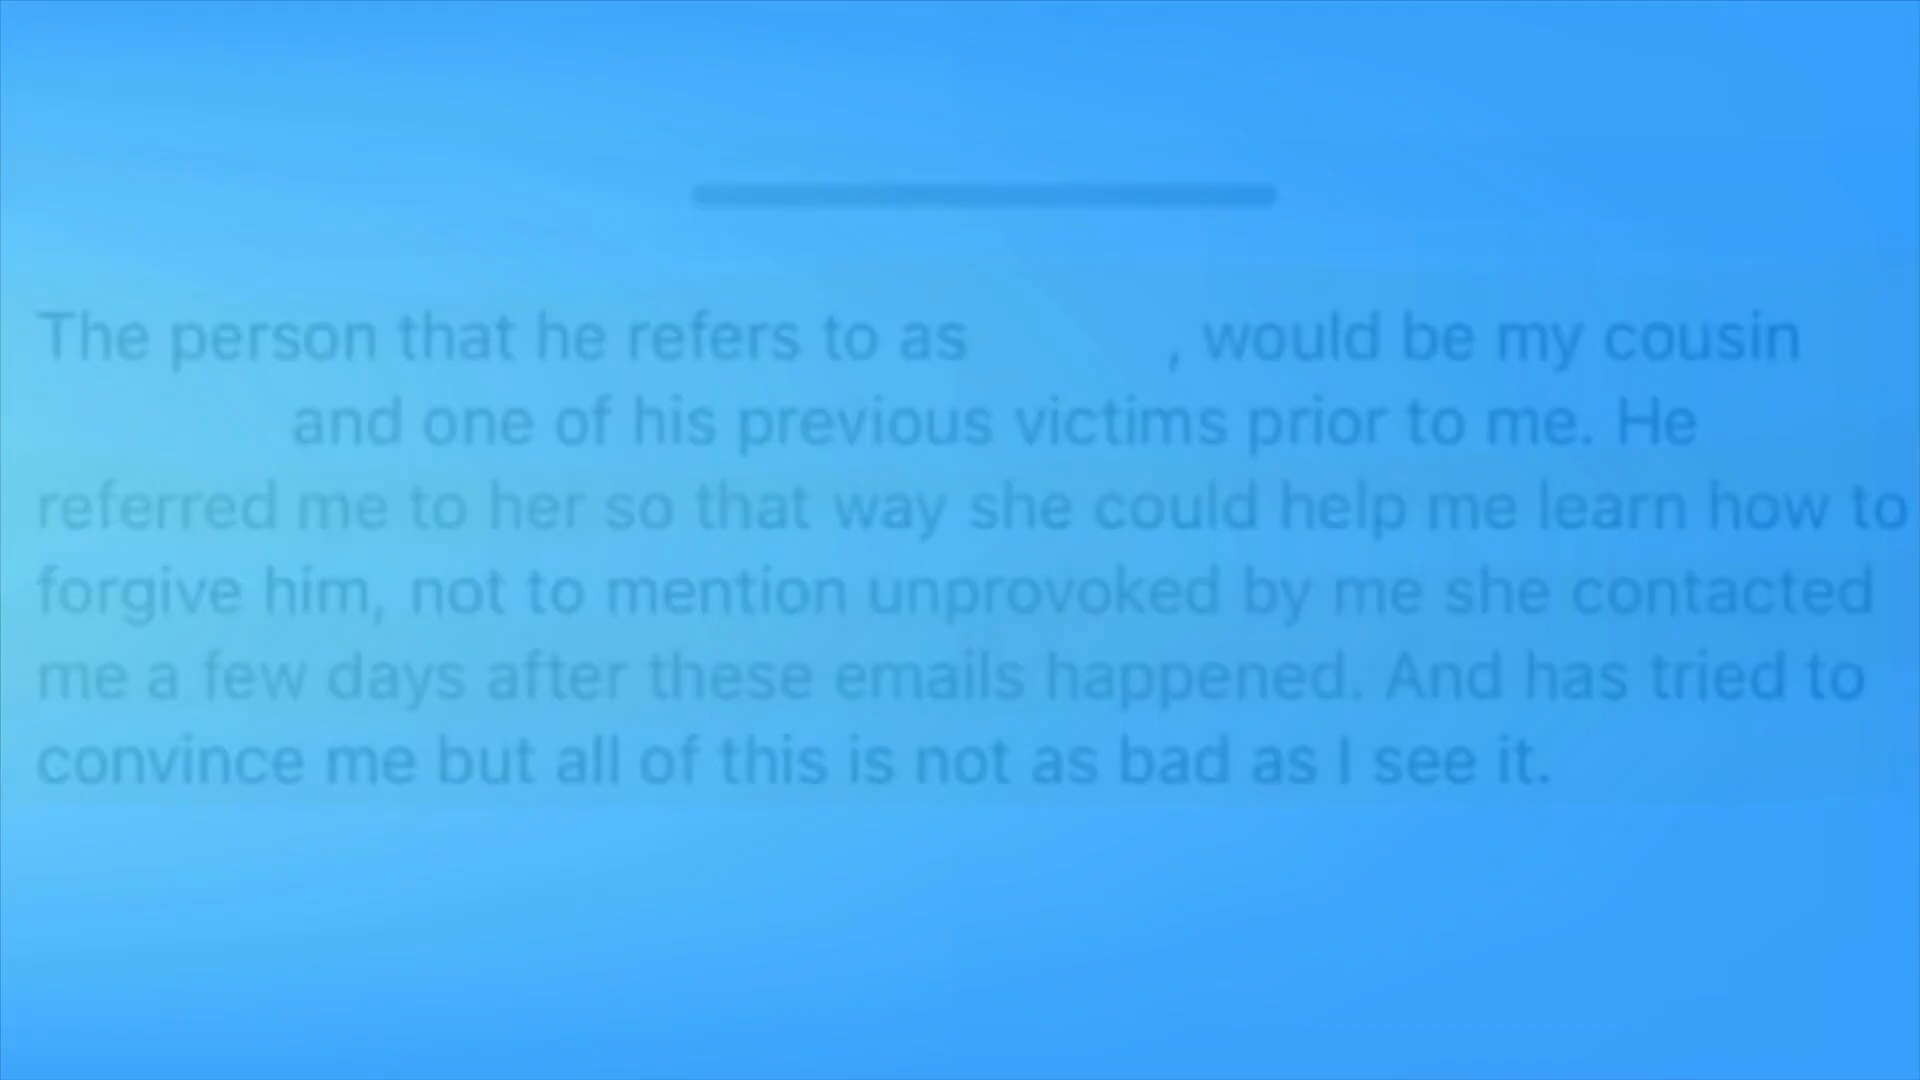 The person that he refers to as , would be my cousin
and one of his previous victims prior to me. He
referred me to her so that way she could help me learn how to
forgive him, not to mention unprovoked by me she contacted
me a few days after these emails happened. And has tried to
convince me but all of this is not as bad as I see it.